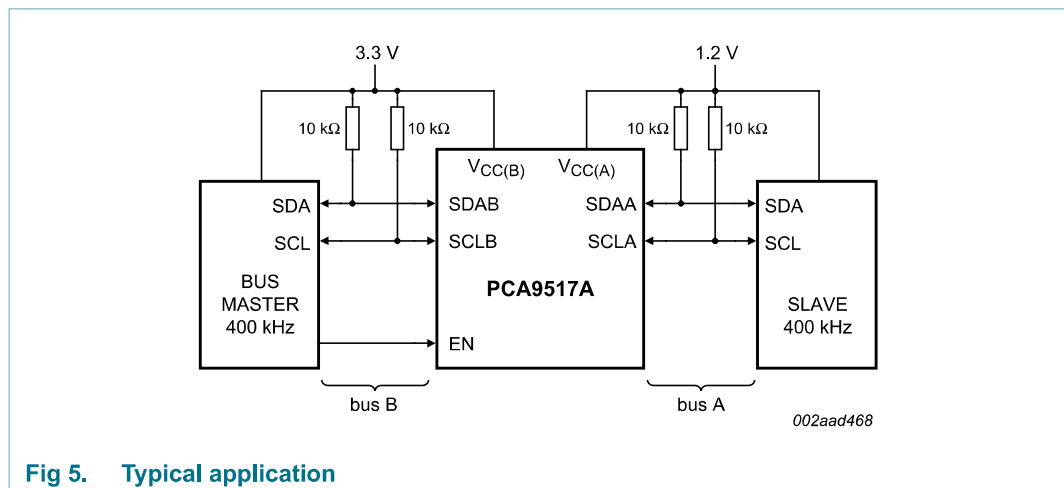 3.3 V 1.2 V
10 kΩ 10 kΩ 10 kΩ 10 kΩ
VCC(B) VCC(A)
SDA SDAB SDAA SDA
SCL SCLB SCLA SCL
BUS
MASTER
400 kHz
PCA9517A
SLAVE
400 kHz
EN
bus B bus A
002aad468
Fig 5. Typical application